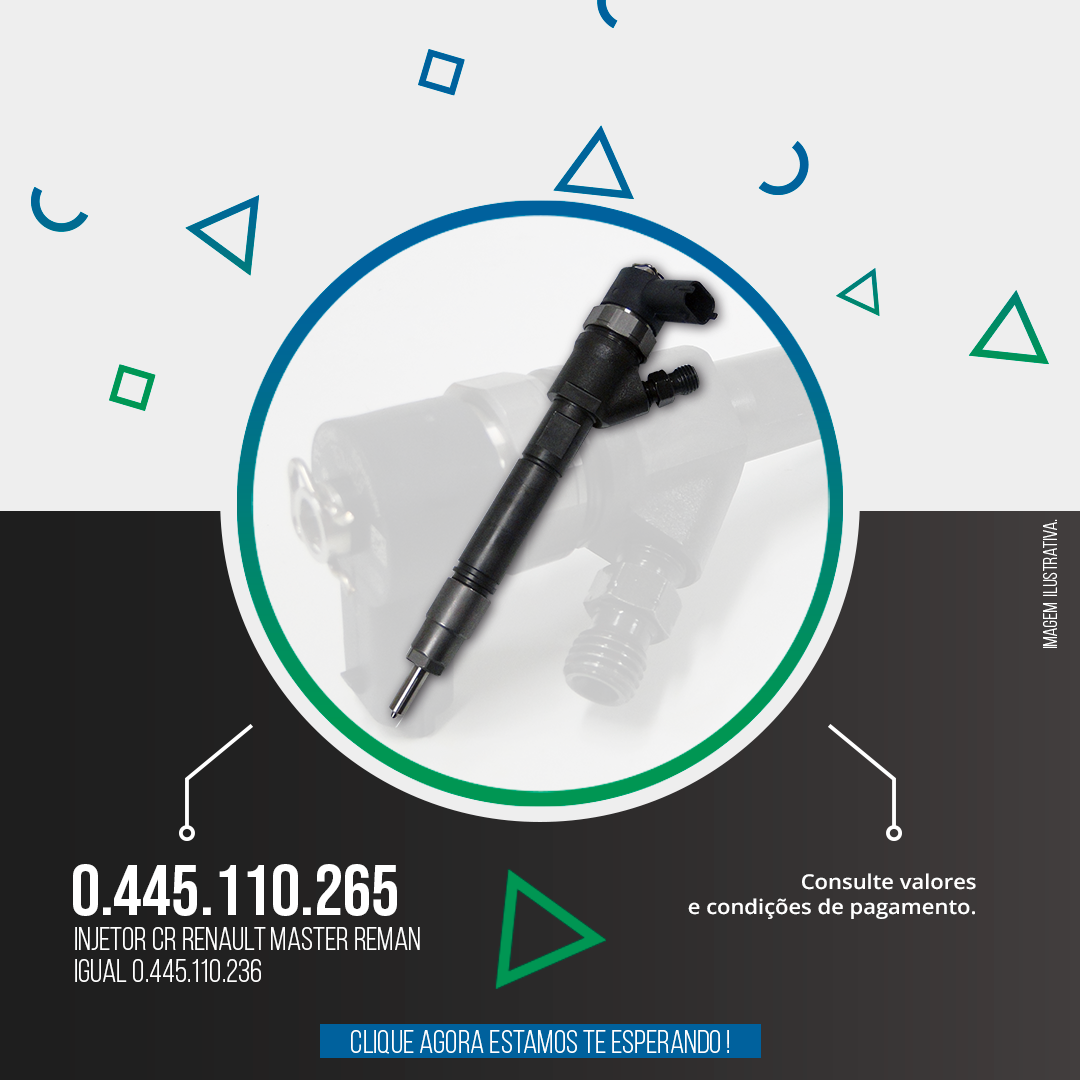 IMAGEM ILUSTRATIVA.
0.445.110.265
INJETOR CR RENAULT MASTER REMAN
IGUAL 0.445.110.236
Consulte valores
e condições de pagamento.
CLIQUE AGORA ESTAMOS TE ESPERANDO !